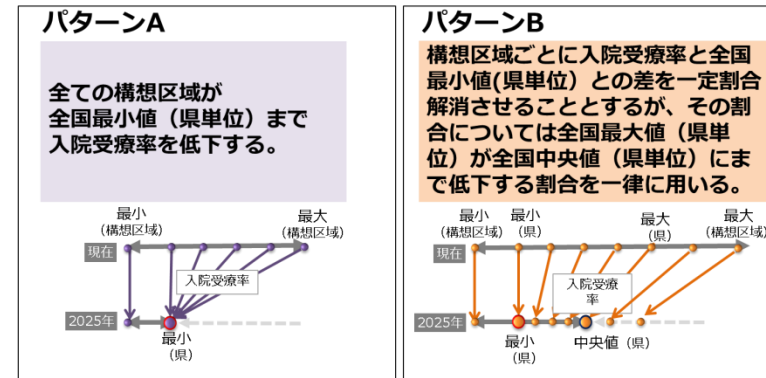 パターンA
全ての構想区域が
全国最小値（県単位）まで
入院受療率を低下する。
最小
（構想区域）
最大
（構想区域）
現在
入院受療率
2025年
最小
（県）
パターンB
構想区域ごとに入院受療率と全国
最小値(県単位）との差を一定割合
解消させることとするが、その割
合については全国最大値（県単
位）が全国中央値（県単位）にま
で低下する割合を一律に用いる。
最小
（構想区域）
最小
（県）
最大
（県）
最大
（構想区域）
現在
入院受療
率
2025年
最小
（県）
中央値（県）